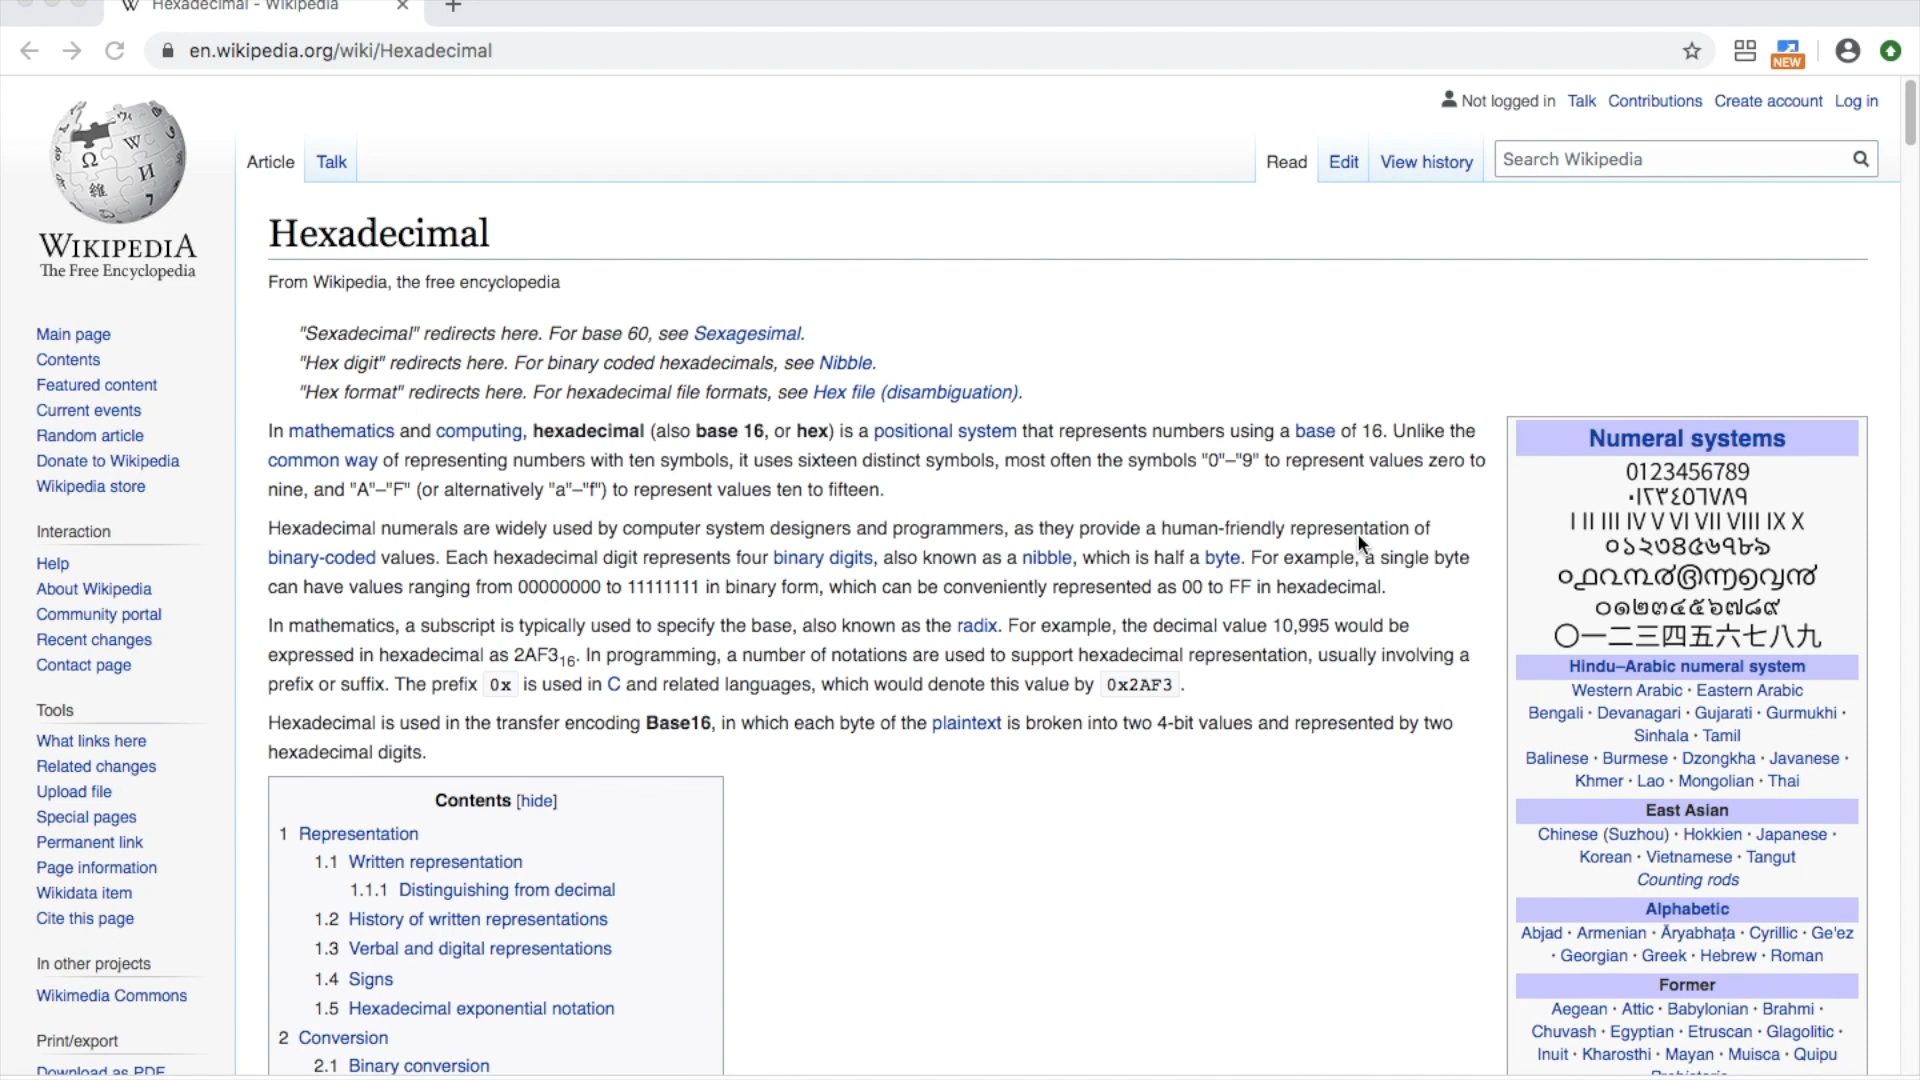 Hexadecimal - Wikipedia
en.wikipedia.org/wiki/Hexadecimal
NEW
Not logged in Talk Contributions Create account Log in
Article Talk Read Edit View history Search Wikipedia
WIKIPEDIA
The Free Encyclopedia
Main page
Contents
Featured content
Current events
Random article
Donate to Wikipedia
Wikipedia store
Interaction
Help
About Wikipedia
Community portal
Recent changes
Contact page
Tools
What links here
Related changes
Upload file
Special pages
Permanent link
Page information
Wikidata item
Cite this page
In other projects
Wikimedia Commons
Print/export
Download as PDF
Hexadecimal
From Wikipedia, the free encyclopedia
"Sexadecimal" redirects here. For base 60, see Sexagesimal.
"Hex digit" redirects here. For binary coded hexadecimals, see Nibble.
"Hex format" redirects here. For hexadecimal file formats, see Hex file (disambiguation).
In mathematics and computing, hexadecimal (also base 16, or hex) is a positional system that represents numbers using a base of 16. Unlike the
common way of representing numbers with ten symbols, it uses sixteen distinct symbols, most often the symbols "0"–"9" to represent values zero to
nine, and "A"–"F" (or alternatively "a"–"f") to represent values ten to fifteen.
Hexadecimal numerals are widely used by computer system designers and programmers, as they provide a human-friendly representation of
binary-coded values. Each hexadecimal digit represents four binary digits, also known as a nibble, which is half a byte. For example, a single byte
can have values ranging from 00000000 to 11111111 in binary form, which can be conveniently represented as 00 to FF in hexadecimal.
In mathematics, a subscript is typically used to specify the base, also known as the radix. For example, the decimal value 10,995 would be
expressed in hexadecimal as 2AF3₁₆. In programming, a number of notations are used to support hexadecimal representation, usually involving a
prefix or suffix. The prefix 0x is used in C and related languages, which would denote this value by 0x2AF3.
Hexadecimal is used in the transfer encoding Base16, in which each byte of the plaintext is broken into two 4-bit values and represented by two
hexadecimal digits.
Contents [hide]
1 Representation
1.1 Written representation
1.1.1 Distinguishing from decimal
1.2 History of written representations
1.3 Verbal and digital representations
1.4 Signs
1.5 Hexadecimal exponential notation
2 Conversion
2.1 Binary conversion
Numeral systems
0123456789
٠١٢٣٤٥٦٧٨٩
I II III IV V VI VII VIII IX X
〇一二三四五六七八九
Hindu–Arabic numeral system
Western Arabic · Eastern Arabic
Bengali · Devanagari · Gujarati · Gurmukhi ·
Sinhala · Tamil
Balinese · Burmese · Dzongkha · Javanese ·
Khmer · Lao · Mongolian · Thai
East Asian
Chinese (Suzhou) · Hokkien · Japanese ·
Korean · Vietnamese · Tangut
Counting rods
Alphabetic
Abjad · Armenian · Āryabhaṭa · Cyrillic · Ge'ez
· Georgian · Greek · Hebrew · Roman
Former
Aegean · Attic · Babylonian · Brahmi ·
Chuvash · Egyptian · Etruscan · Glagolitic ·
Inuit · Kharosthi · Mayan · Muisca · Quipu